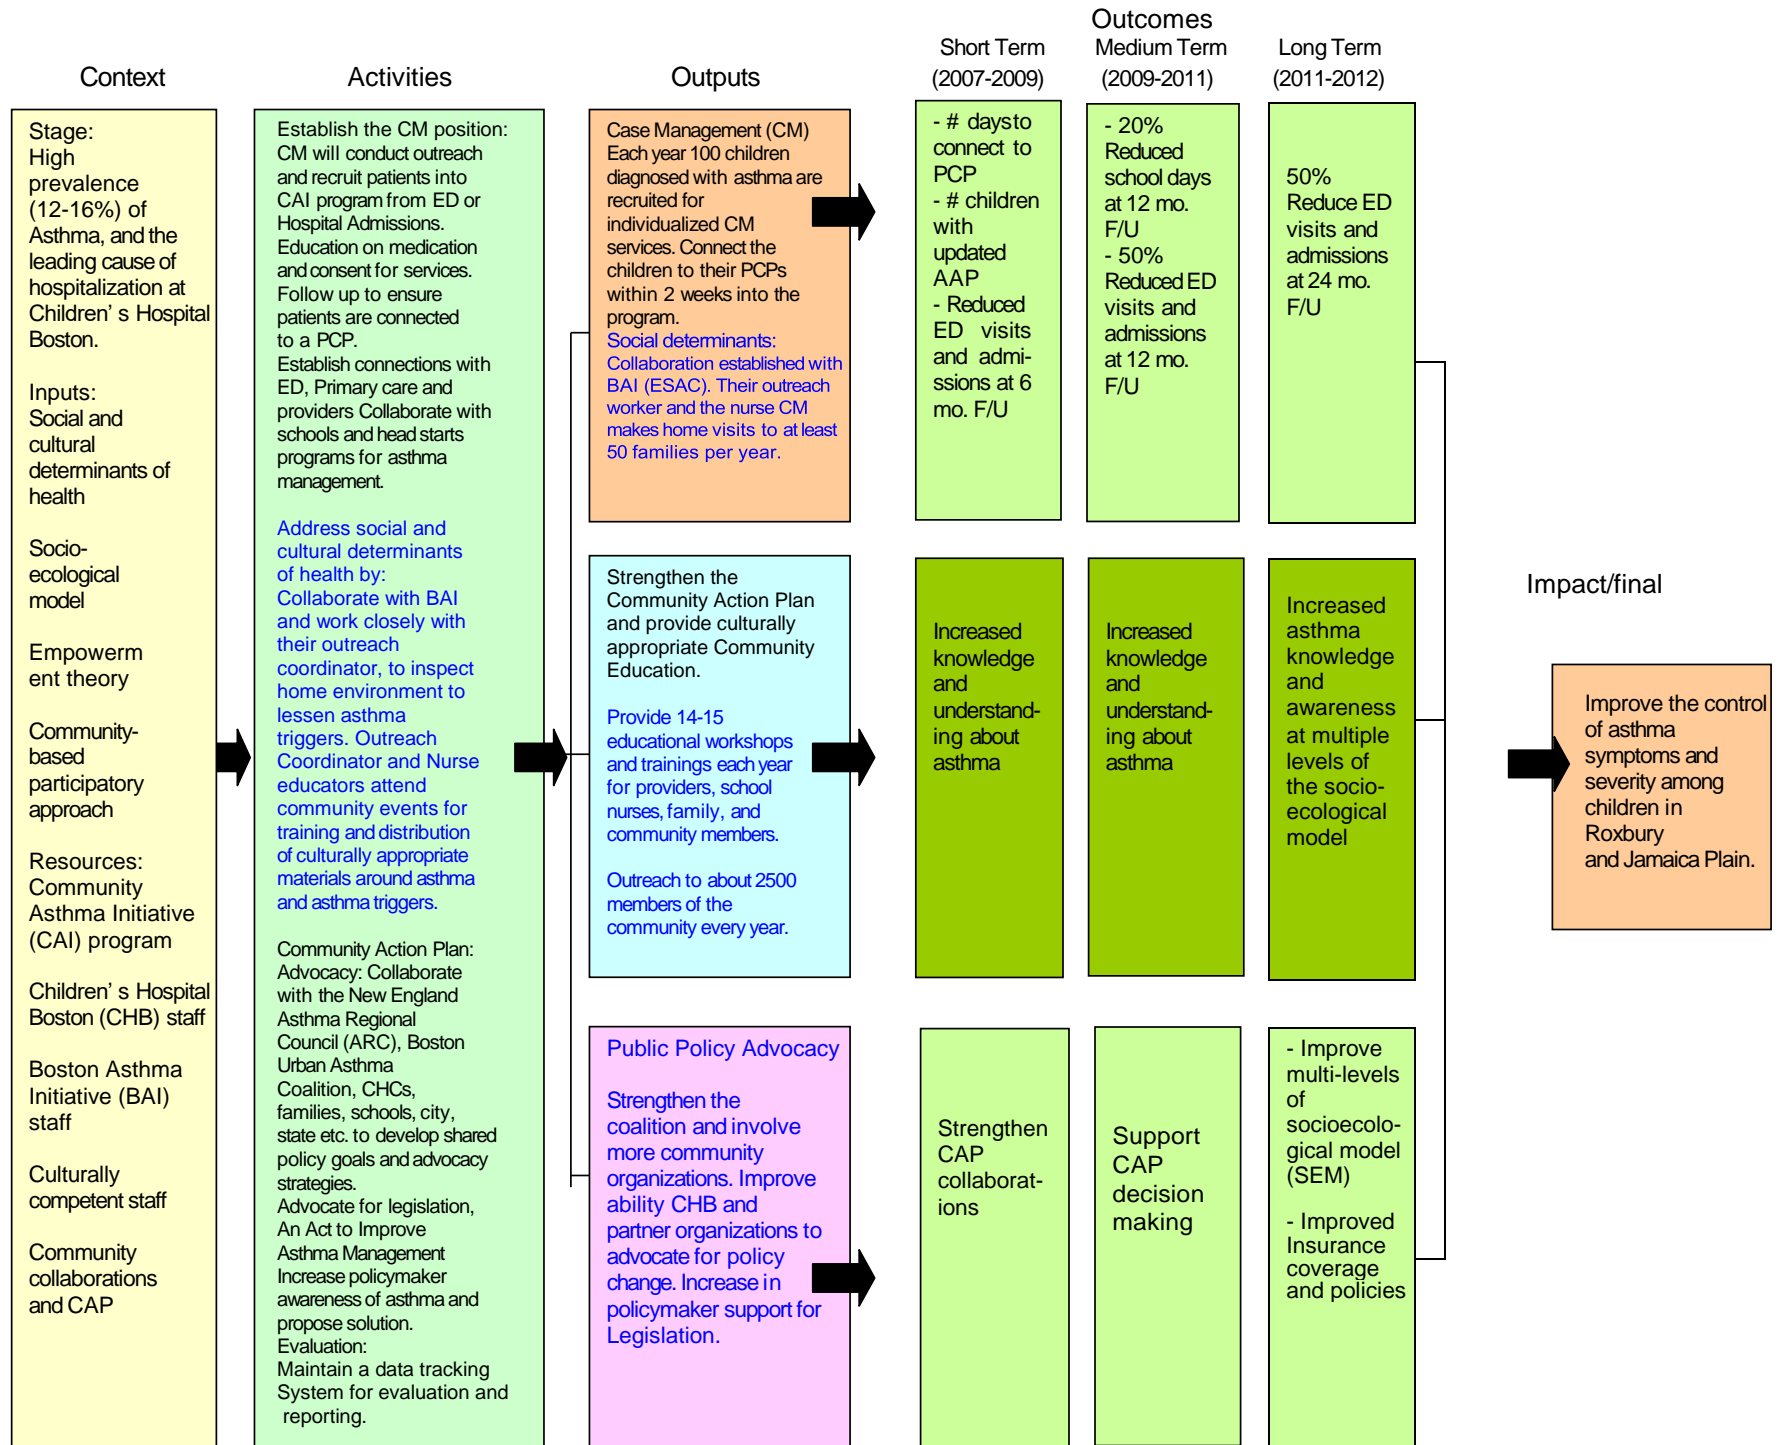 Outcomes
Context
Activities
Outputs
Short Term
(2007-2009)
Medium Term
(2009-2011)
Long Term
(2011-2012)
Stage:
High
prevalence
(12-16%) of
Asthma, and the
leading cause of
hospitalization at
Children' s Hospital
Boston.
Inputs:
Social and
cultural
determinants of
health
Socio-
ecological
model
Empowerm
ent theory
Community-
based
participatory
approach
Resources:
Community
Asthma Initiative
(CAI) program
Children' s Hospital
Boston (CHB) staff
Boston Asthma
Initiative (BAI)
staff
Culturally
competent staff
Community
collaborations
and CAP
Establish the CM position:
CM will conduct outreach
and recruit patients into
CAI program from ED or
Hospital Admissions.
Education on medication
and consent for services.
Follow up to ensure
patients are connected
to a PCP.
Establish connections with
ED, Primary care and
providers Collaborate with
schools and head starts
programs for asthma
management.
Address social and
cultural determinants
of health by:
Collaborate with BAI
and work closely with
their outreach
coordinator, to inspect
home environment to
lessen asthma
triggers. Outreach
Coordinator and Nurse
educators attend
community events for
training and distribution
of culturally appropriate
materials around asthma
and asthma triggers.
Community Action Plan:
Advocacy: Collaborate
with the New England
Asthma Regional
Council (ARC), Boston
Urban Asthma
Coalition, CHCs,
families, schools, city,
state etc. to develop shared
policy goals and advocacy
strategies.
Advocate for legislation,
An Act to Improve
Asthma Management
Increase policymaker
awareness of asthma and
propose solution.
Evaluation:
Maintain a data tracking
System for evaluation and
reporting.
Case Management (CM)
Each year 100 children
diagnosed with asthma are
recruited for
individualized CM
services. Connect the
children to their PCPs
within 2 weeks into the
program.
Social determinants:
Collaboration established with
BAI (ESAC). Their outreach
worker and the nurse CM
makes home visits to at least
50 families per year.
- # days to
connect to
PCP
- # children
with
updated
AAP
- Reduced
ED visits
and admi-
ssions at 6
mo. F/U
- 20%
Reduced
school days
at 12 mo.
F/U
- 50%
Reduced ED
visits and
admissions
at 12 mo.
F/U
50%
Reduce ED
visits and
admissions
at 24 mo.
F/U
Strengthen the
Community Action Plan
and provide culturally
appropriate Community
Education.
Provide 14-15
educational workshops
and trainings each year
for providers, school
nurses, family, and
community members.
Outreach to about 2500
members of the
community every year.
Increased
knowledge
and
understand-
ing about
asthma
Increased
knowledge
and
understand-
ing about
asthma
Increased
asthma
knowledge
and
awareness
at multiple
levels of
the socio-
ecological
model
Public Policy Advocacy
Strengthen the
coalition and involve
more community
organizations. Improve
ability CHB and
partner organizations to
advocate for policy
change. Increase in
policymaker support for
Legislation.
Strengthen
CAP
collaborat-
ions
Support
CAP
decision
making
- Improve
multi-levels
of
socioecolo-
gical model
(SEM)
- Improved
Insurance
coverage
and policies
Impact/final
Improve the control
of asthma
symptoms and
severity among
children in
Roxbury
and Jamaica Plain.